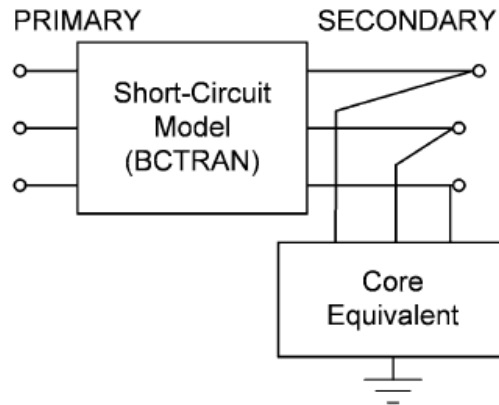 PRIMARY
SECONDARY
Short-Circuit
Model
(BCTRAN)
Core
Equivalent